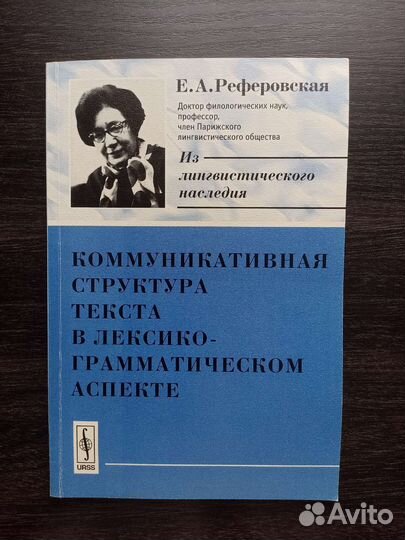 Е.А.Реферовская
Доктор филологических наук,
профессор,
член Парижского
лингвистического общества
Из
лингвистического
наследия
КОММУНИКАТИВНАЯ
СТРУКТУРА
ТЕКСТА
В ЛЕКСИКО-
ГРАММАТИЧЕСКОМ
АСПЕКТЕ
URSS
Avito